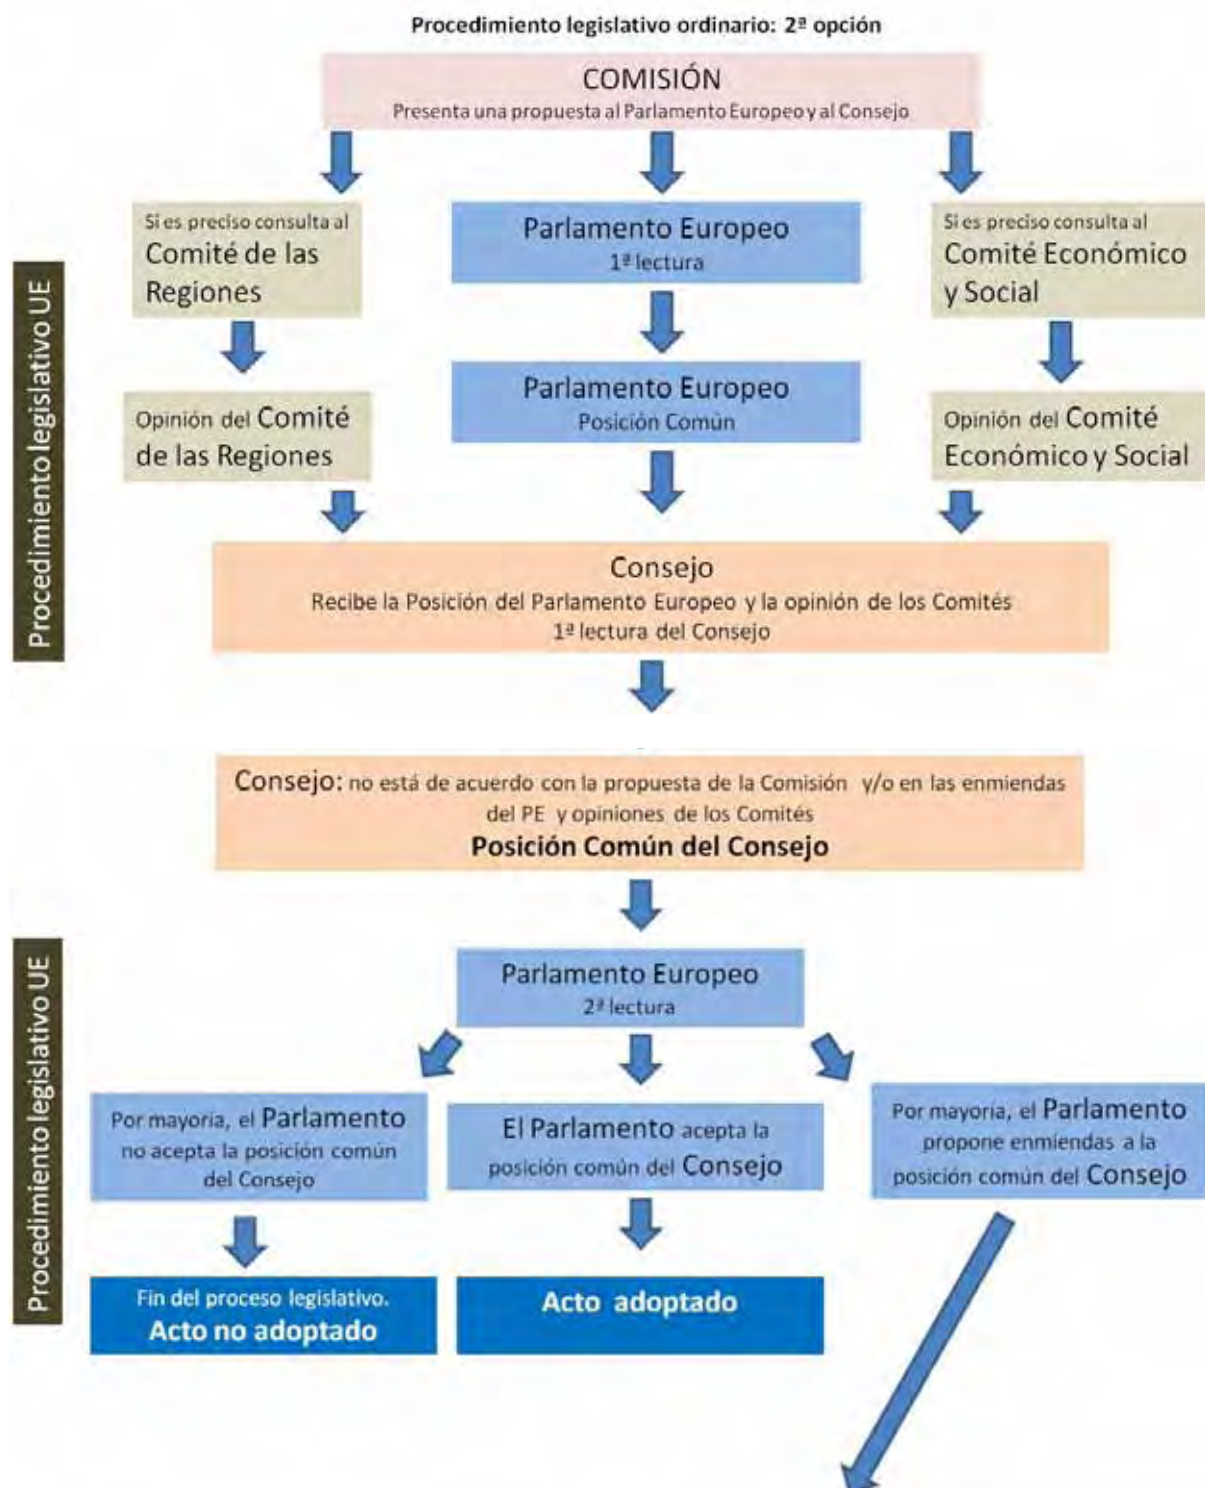 Procedimiento legislativo ordinario: 2ª opción
COMISIÓN
Presenta una propuesta al Parlamento Europeo y al Consejo
Si es preciso consulta al
Comité de las
Regiones
Parlamento Europeo
1ª lectura
Si es preciso consulta al
Comité Económico
y Social
Procedimiento legislativo UE
Opinión del Comité
de las Regiones
Parlamento Europeo
Posición Común
Opinión del Comité
Económico y Social
Consejo
Recibe la Posición del Parlamento Europeo y la opinión de los Comités
1ª lectura del Consejo
Consejo: no está de acuerdo con la propuesta de la Comisión y/o en las enmiendas
del PE y opiniones de los Comités
Posición Común del Consejo
Procedimiento legislativo UE
Parlamento Europeo
2ª lectura
Por mayoria, el Parlamento
no acepta la posición común
del Consejo
El Parlamento acepta la
posición común del Consejo
Por mayoria, el Parlamento
propone enmiendas a la
posición común del Consejo
Fin del proceso legislativo.
Acto no adoptado
Acto adoptado